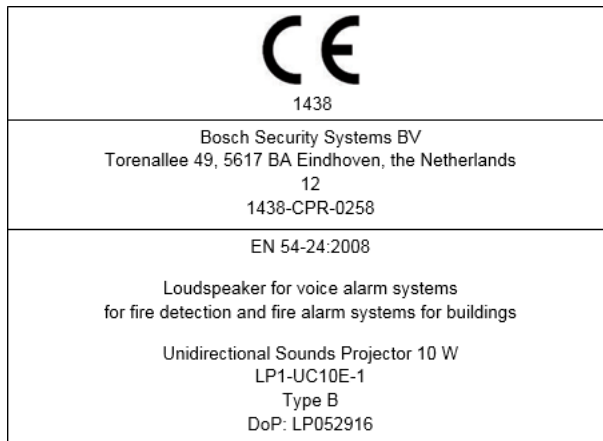 CE
1438
Bosch Security Systems BV
Torenallee 49, 5617 BA Eindhoven, the Netherlands
12
1438-CPR-0258
EN 54-24:2008
Loudspeaker for voice alarm systems
for fire detection and fire alarm systems for buildings
Unidirectional Sounds Projector 10 W
LP1-UC10E-1
Type B
DoP: LP052916